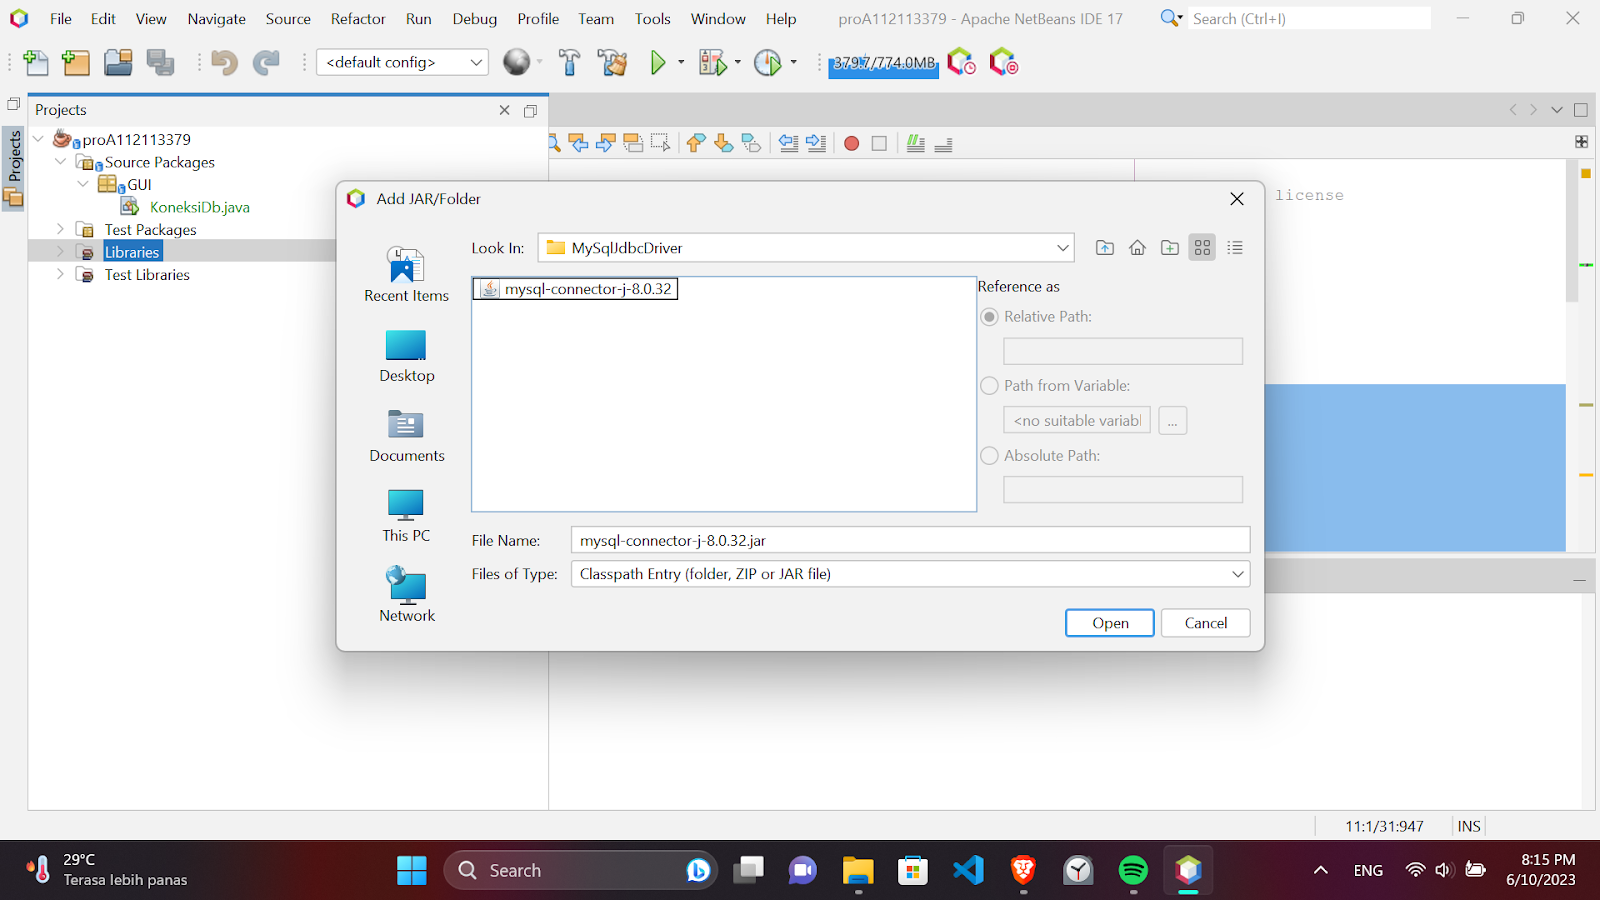 File Edit View Navigate Source Refactor Run Debug Profile Team Tools Window Help proA112113379 - Apache NetBeans IDE 17 Search (Ctrl+I)
<default config> 379.7/774.0MB
Projects
Projects
proA112113379
Source Packages
GUI
KoneksiDb.java
Test Packages
Libraries
Test Libraries
license
Add JAR/Folder
Look In: MySqlJdbcDriver
Recent Items
Desktop
Documents
This PC
Network
mysql-connector-j-8.0.32
Reference as
Relative Path:
Path from Variable:
<no suitable variabl ...
Absolute Path:
File Name: mysql-connector-j-8.0.32.jar
Files of Type: Classpath Entry (folder, ZIP or JAR file)
Open Cancel
11:1/31:947 INS
29°C
Terasa lebih panas
Search
ENG
8:15 PM
6/10/2023